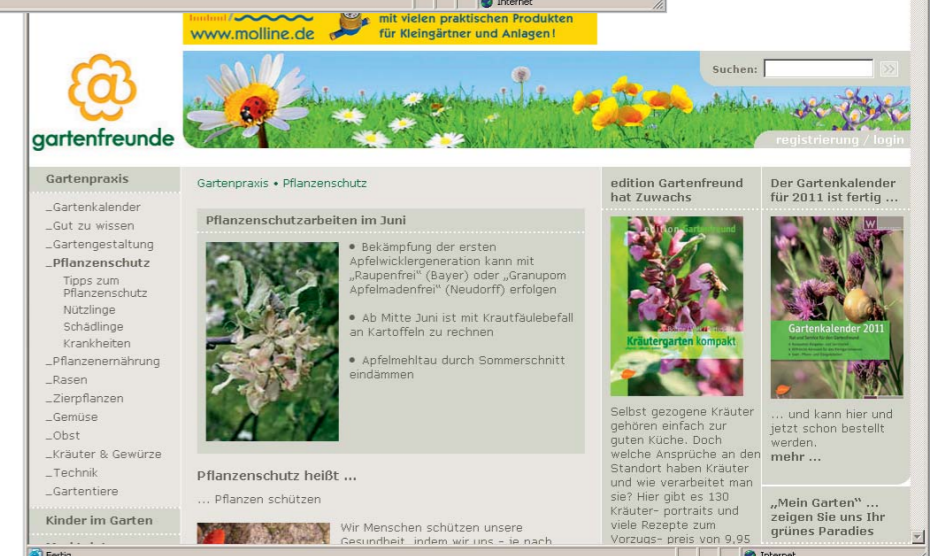 Internet
www.molline.de
mit vielen praktischen Produkten
für Kleingärtner und Anlagen!
Suchen:
gartenfreunde
registrierung / login
Gartenpraxis
_Gartenkalender
_Gut zu wissen
_Gartengestaltung
_Pflanzenschutz
Tipps zum
Pflanzenschutz
Nützlinge
Schädlinge
Krankheiten
_Pflanzenernährung
_Rasen
_Zierpflanzen
_Gemüse
_Obst
_Kräuter & Gewürze
_Technik
_Gartentiere
Kinder im Garten
Gartenpraxis • Pflanzenschutz
Pflanzenschutzarbeiten im Juni
• Bekämpfung der ersten
Apfelwicklergeneration kann mit
„Raupenfrei“ (Bayer) oder „Granupom
Apfelmadenfrei“ (Neudorff) erfolgen
• Ab Mitte Juni ist mit Krautfäulebefall
an Kartoffeln zu rechnen
• Apfelmehltau durch Sommerschnitt
eindämmen
Pflanzenschutz heißt ...
... Pflanzen schützen
Wir Menschen schützen unsere
Gesundheit, indem wir uns - je nach
edition Gartenfreund
hat Zuwachs
edition Gartenfreund
Kräutergarten kompakt
Selbst gezogene Kräuter
gehören einfach zur
guten Küche. Doch
welche Ansprüche an den
Standort haben Kräuter
und wie verarbeitet man
sie? Hier gibt es 130
Kräuter- portraits und
viele Rezepte zum
Vorzugs- preis von 9,95
Der Gartenkalender
für 2011 ist fertig ...
W
Gartenkalender 2011
... und kann hier und
jetzt schon bestellt
werden.
mehr ...
„Mein Garten“ ...
zeigen Sie uns Ihr
grünes Paradies
Fertig
Internet